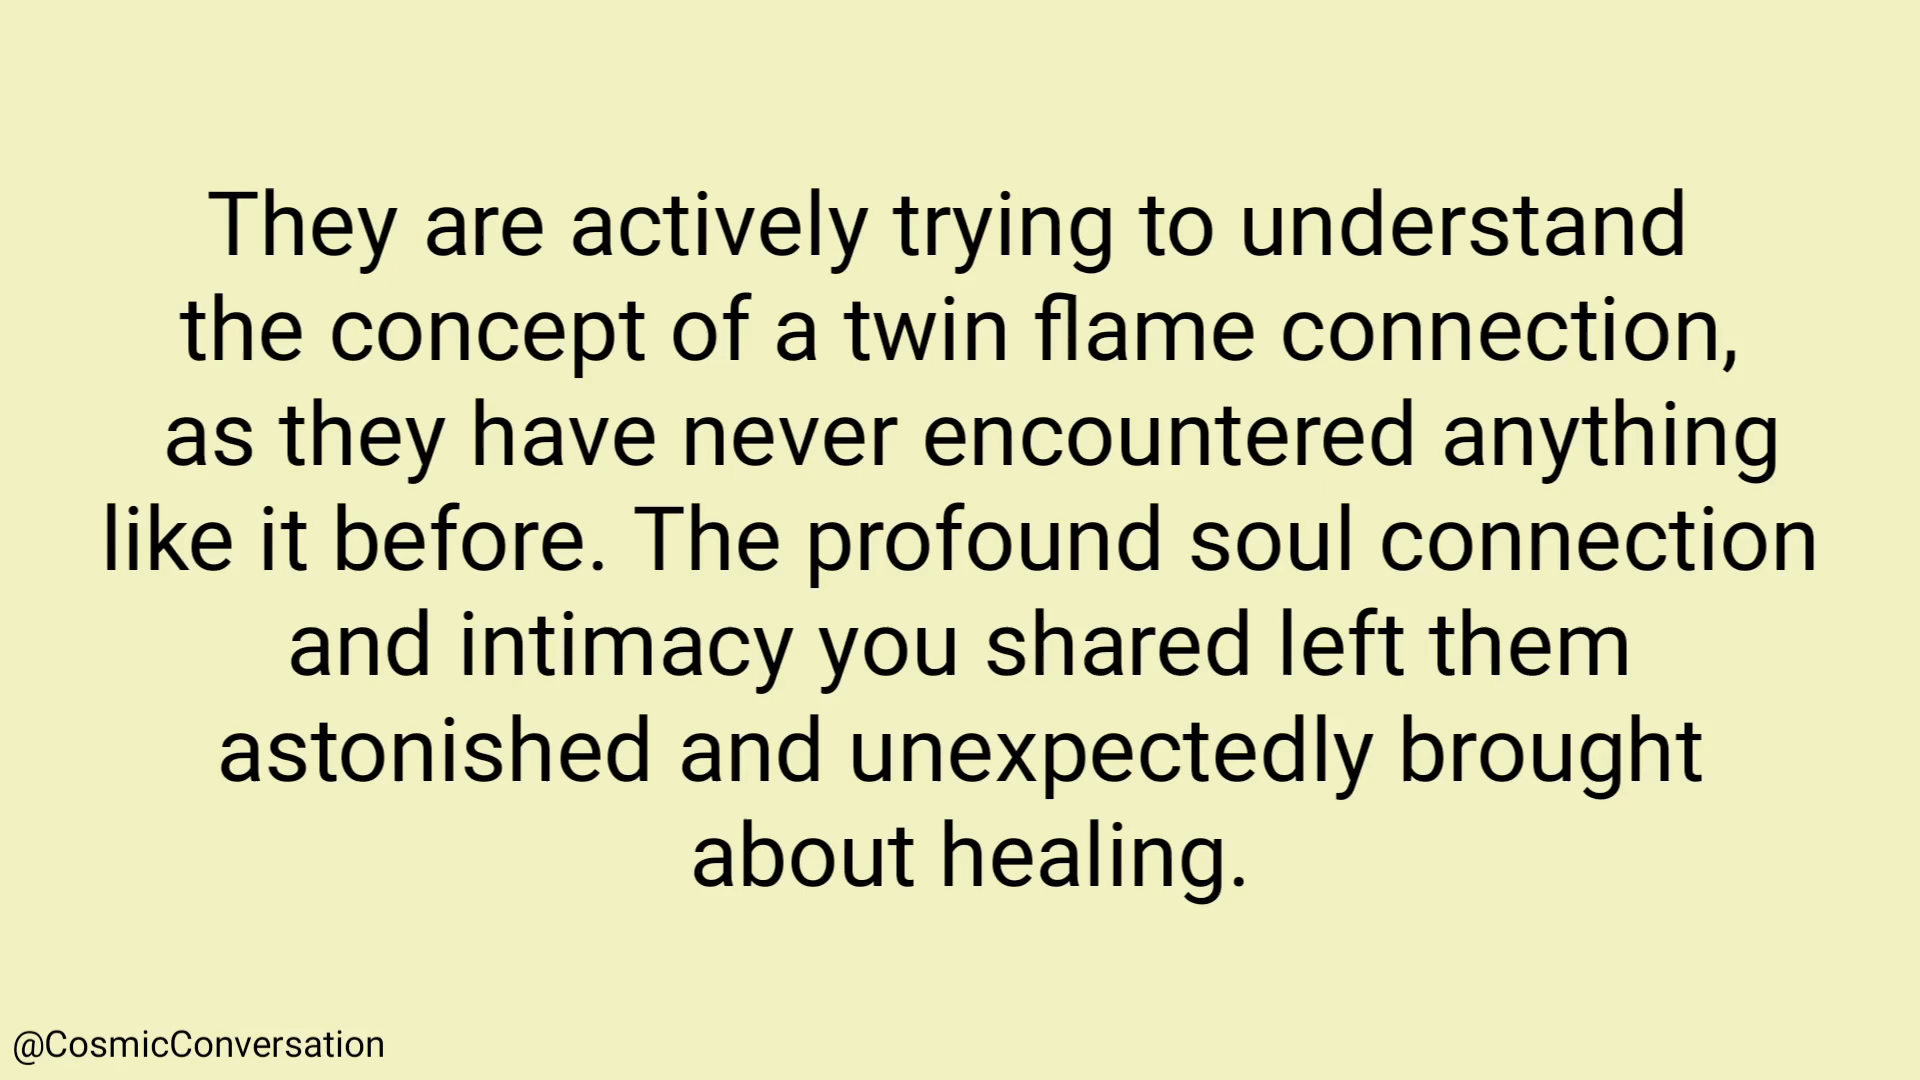 They are actively trying to understand
the concept of a twin flame connection,
as they have never encountered anything
like it before. The profound soul connection
and intimacy you shared left them
astonished and unexpectedly brought
about healing.
@CosmicConversation